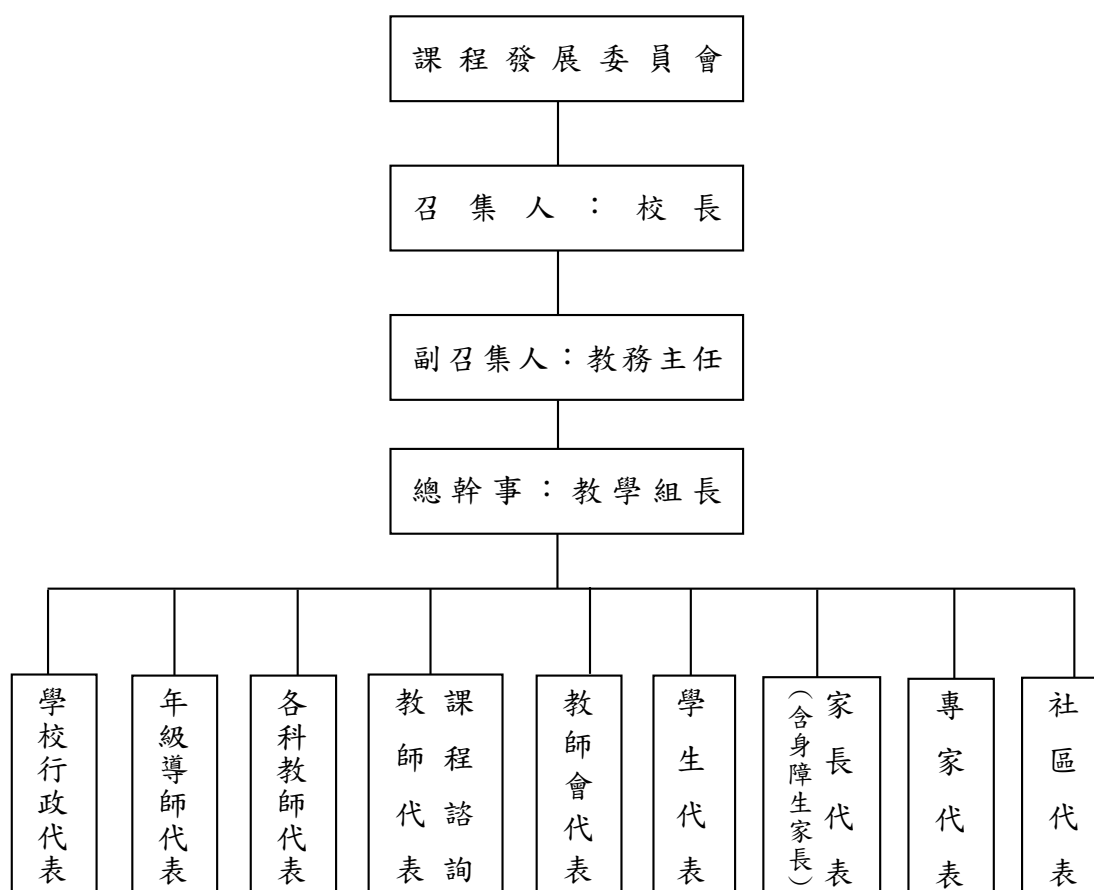 課程發展委員會
召集人：校長
副召集人：教務主任
總幹事：教學組長
學校行政代表
年級導師代表
各科教師代表
課程諮詢
教師代表
教師會代表
學生代表
家長代表
（含身障生家長）
專家代表
社區代表